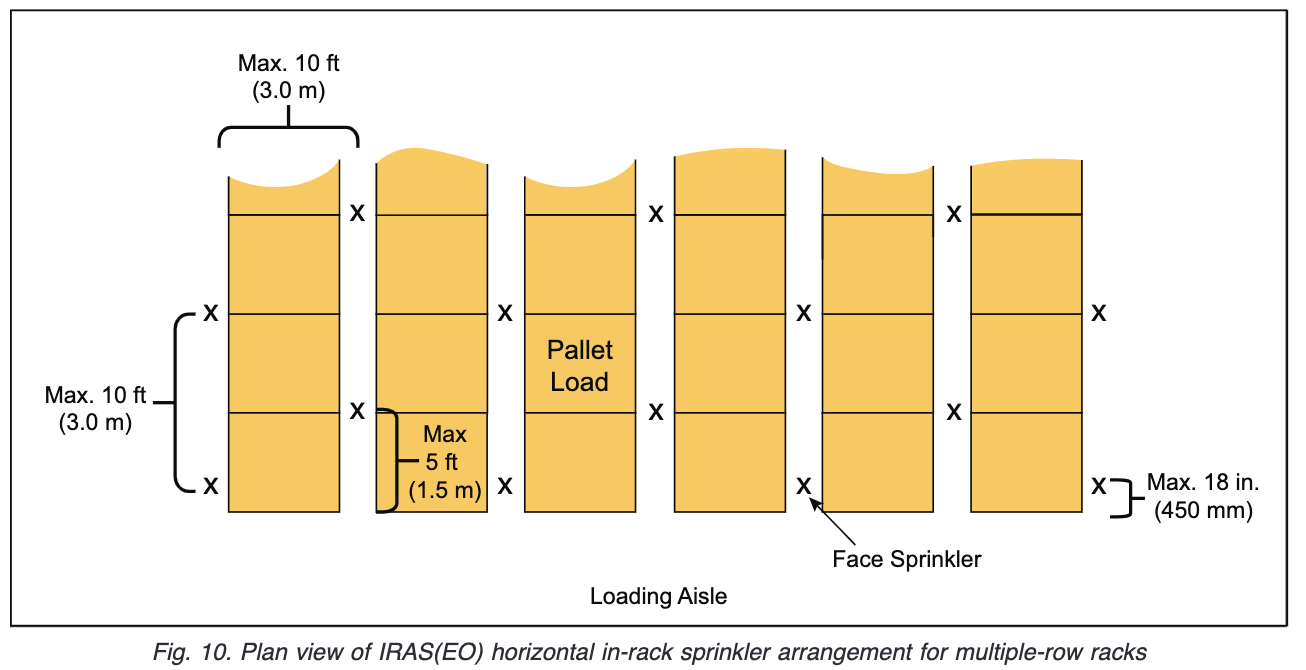 Max. 10 ft
(3.0 m)
X X X
X X X X
Pallet
Load
Max. 10 ft
(3.0 m)
X X X
Max
5 ft
(1.5 m)
X X X X
Max. 18 in.
(450 mm)
Face Sprinkler
Loading Aisle
Fig. 10. Plan view of IRAS(EO) horizontal in-rack sprinkler arrangement for multiple-row racks